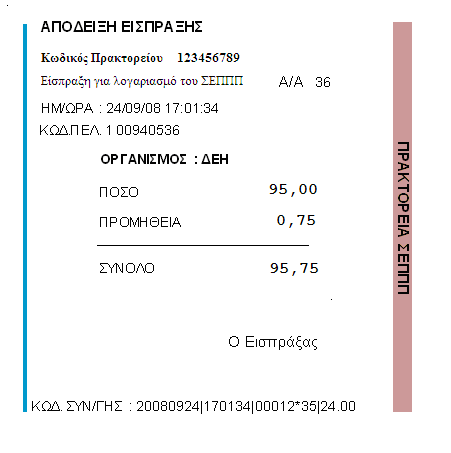 ΑΠΟΔΕΙΞΗ ΕΙΣΠΡΑΞΗΣ
Κωδικός Πρακτορείου 123456789
Είσπραξη για λογαριασμό του ΣΕΠΠΠ Α/Α 36
ΗΜ/ΩΡΑ : 24/09/08 17:01:34
ΚΩΔ.ΠΕΛ. 1 00940536
ΟΡΓΑΝΙΣΜΟΣ : ΔΕΗ
ΠΟΣΟ 95,00
ΠΡΟΜΗΘΕΙΑ 0,75
ΣΥΝΟΛΟ 95,75
Ο Εισπράξας
ΚΩΔ. ΣΥΝ/ΓΗΣ : 20080924|170134|00012*35|24.00
ΠΡΑΚΤΟΡΕΙΑ ΣΕΠΠΠ